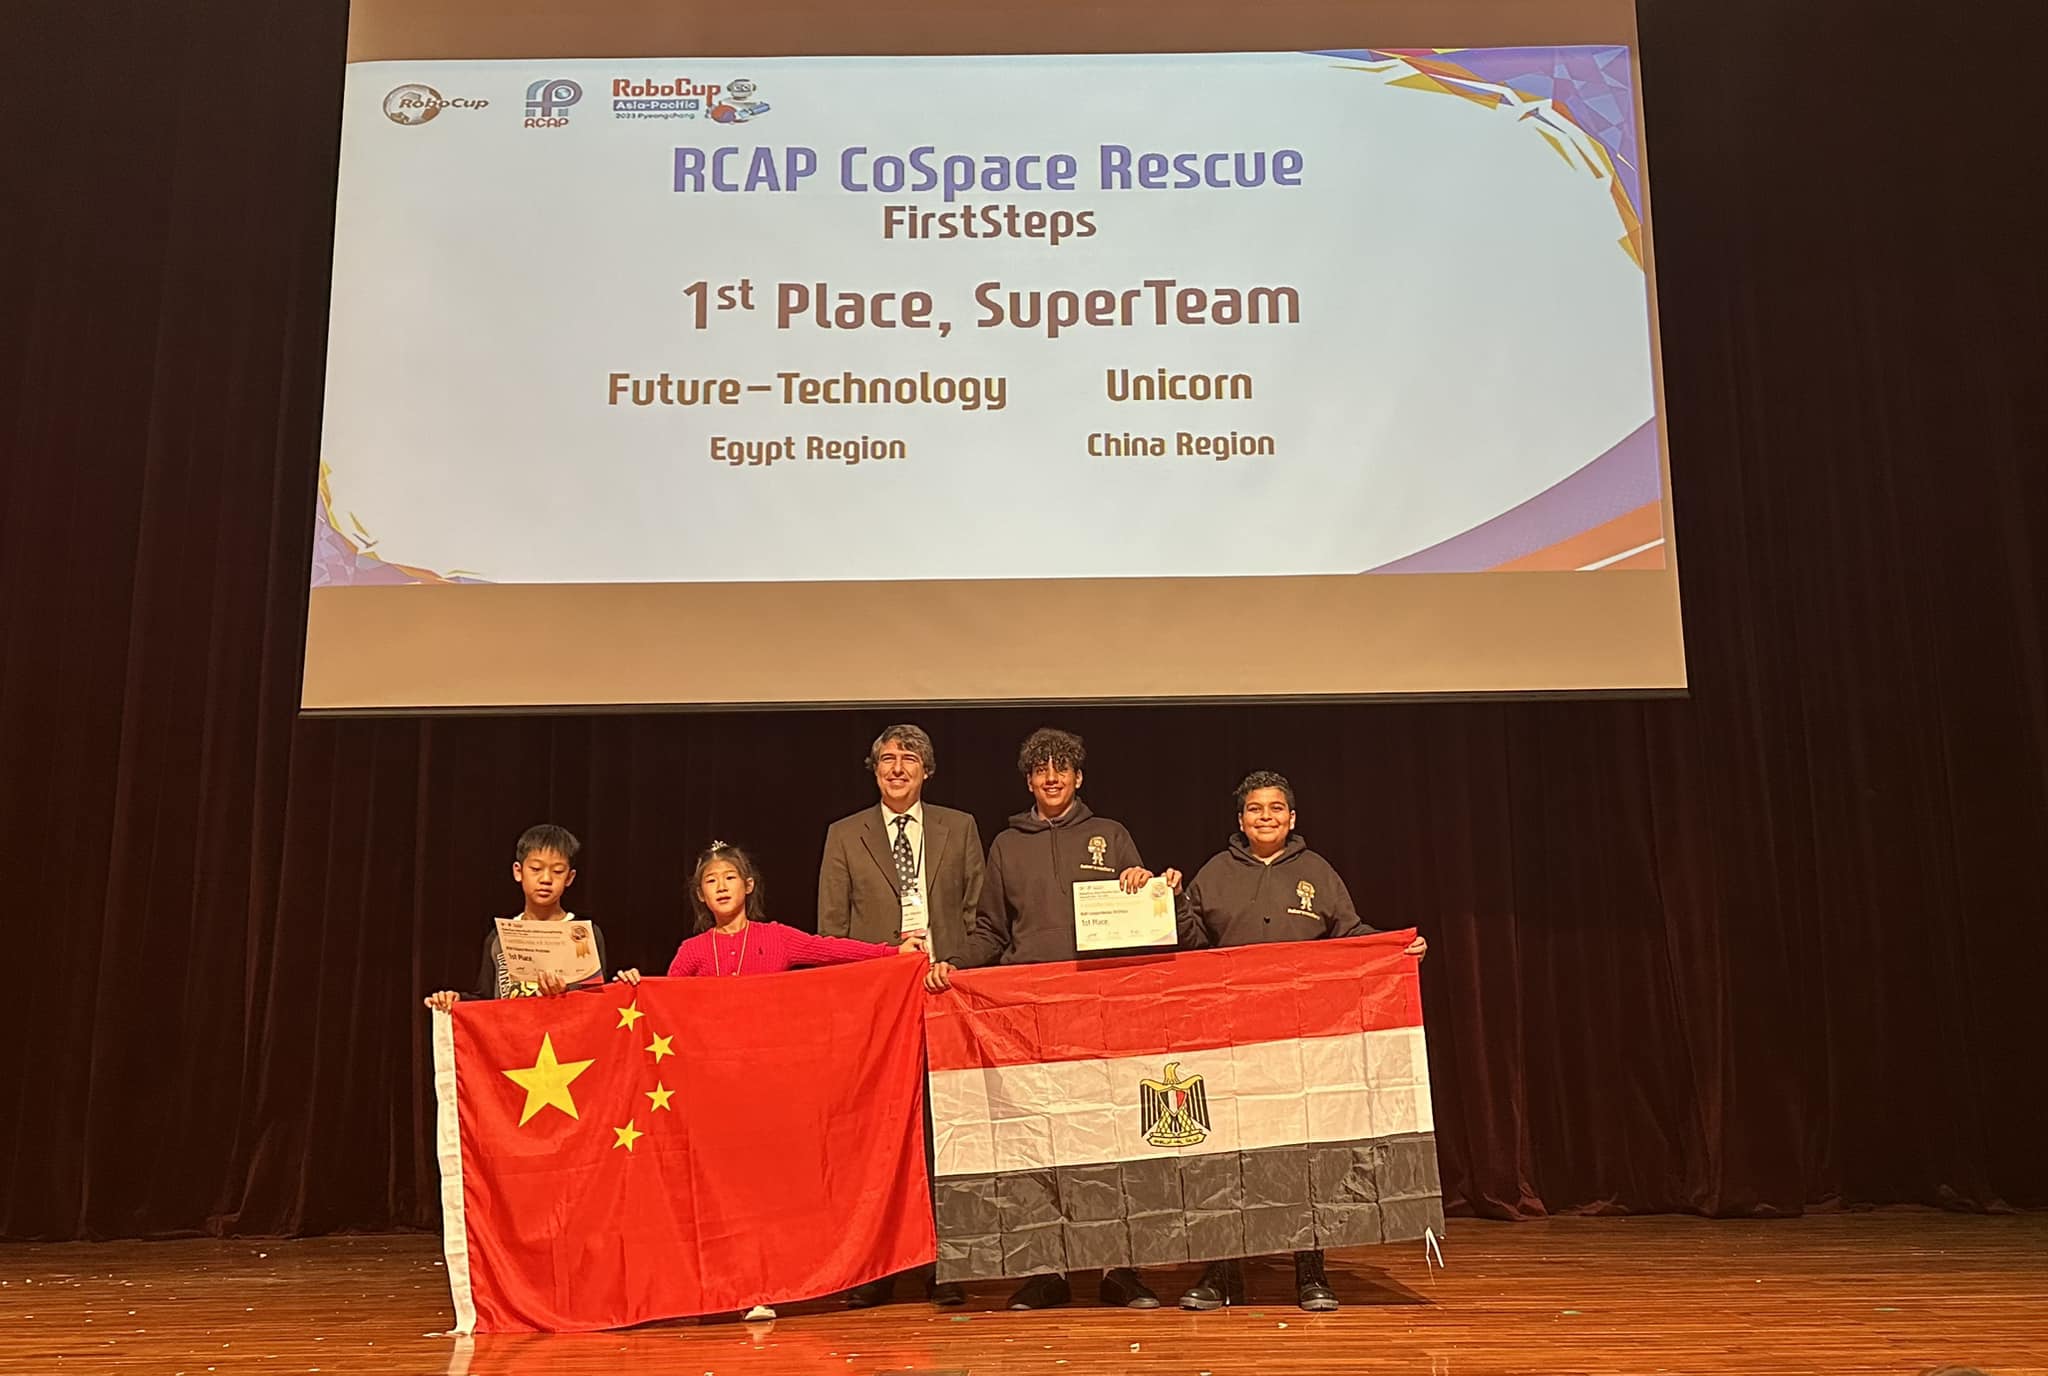 RoboCup
RCAP
RoboCup
Asia-Pacific
2023 Pyeongchang
RCAP CoSpace Rescue
FirstSteps
1st Place, SuperTeam
Future-Technology Unicorn
Egypt Region China Region
1st Place,
1st Place,